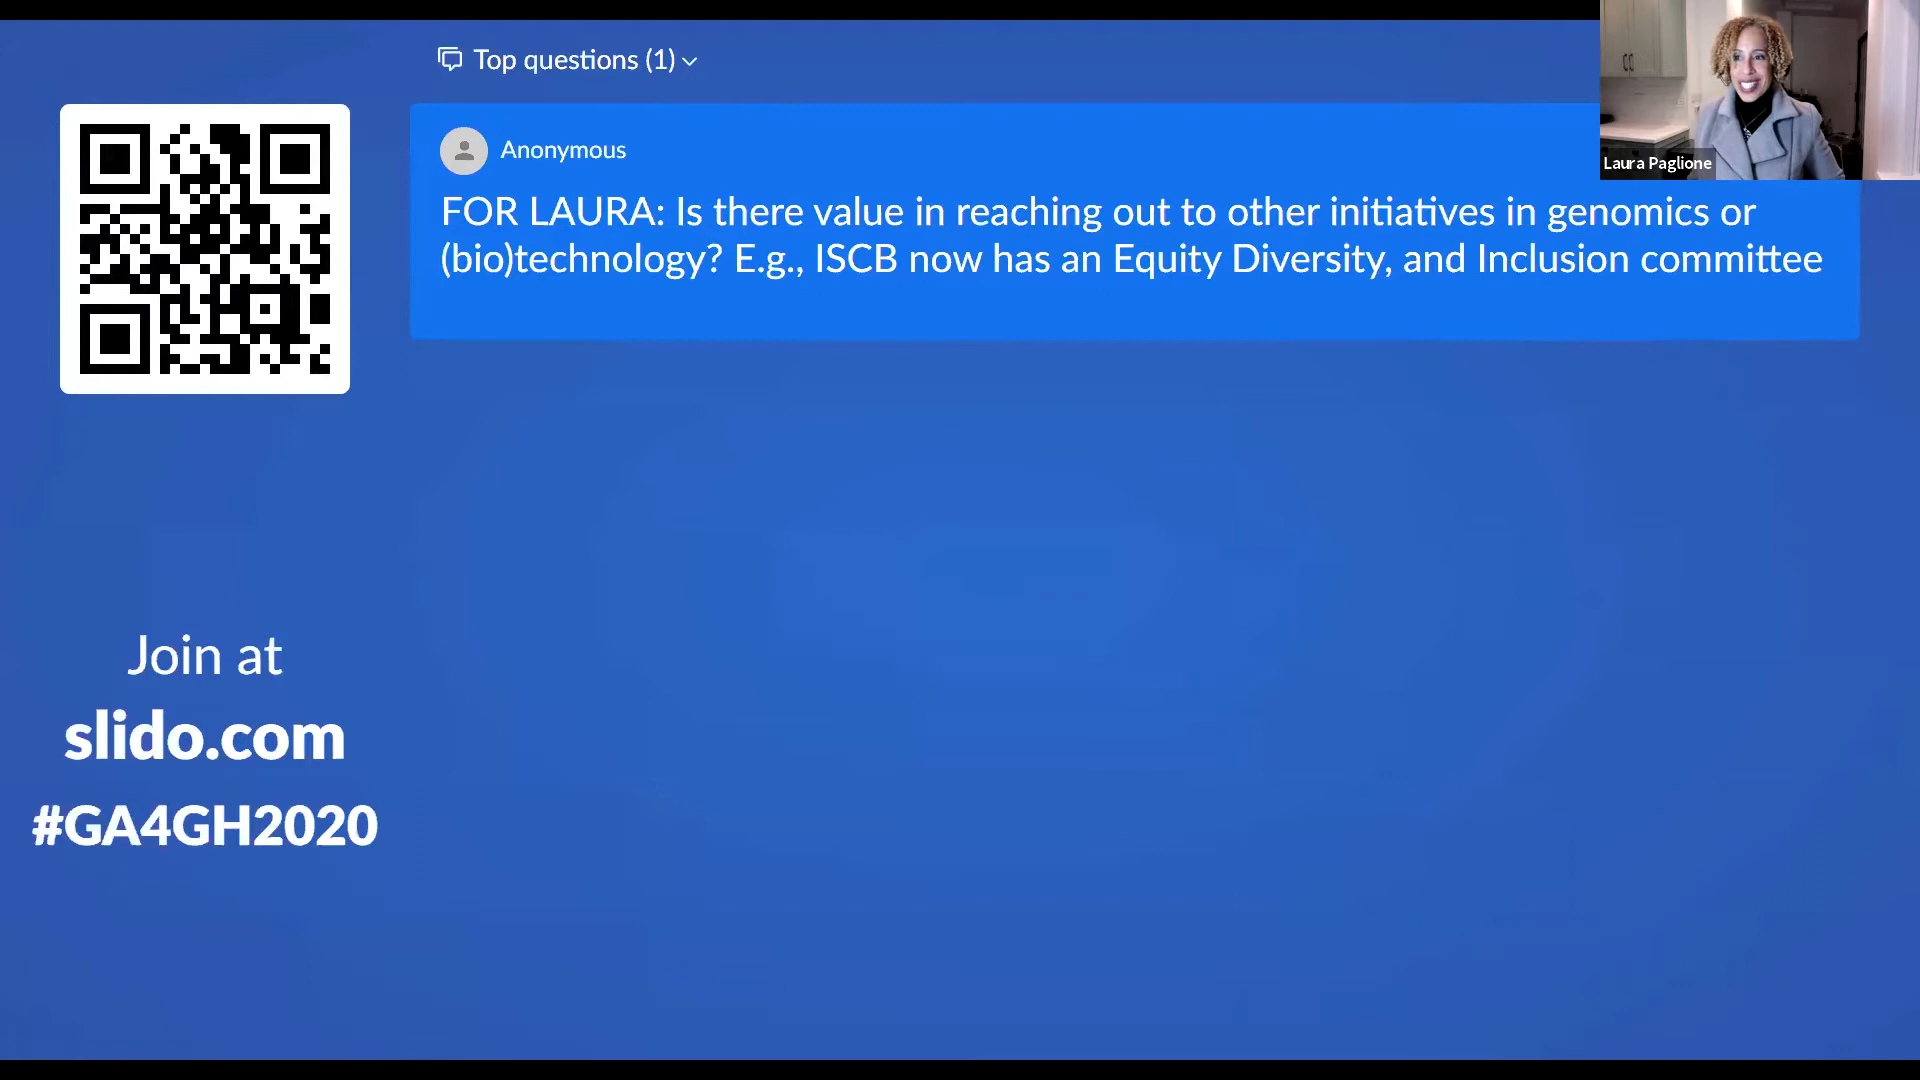 Top questions (1)
Anonymous
FOR LAURA: Is there value in reaching out to other initiatives in genomics or
(bio)technology? E.g., ISCB now has an Equity Diversity, and Inclusion committee
Laura Paglione
Join at
slido.com
#GA4GH2020